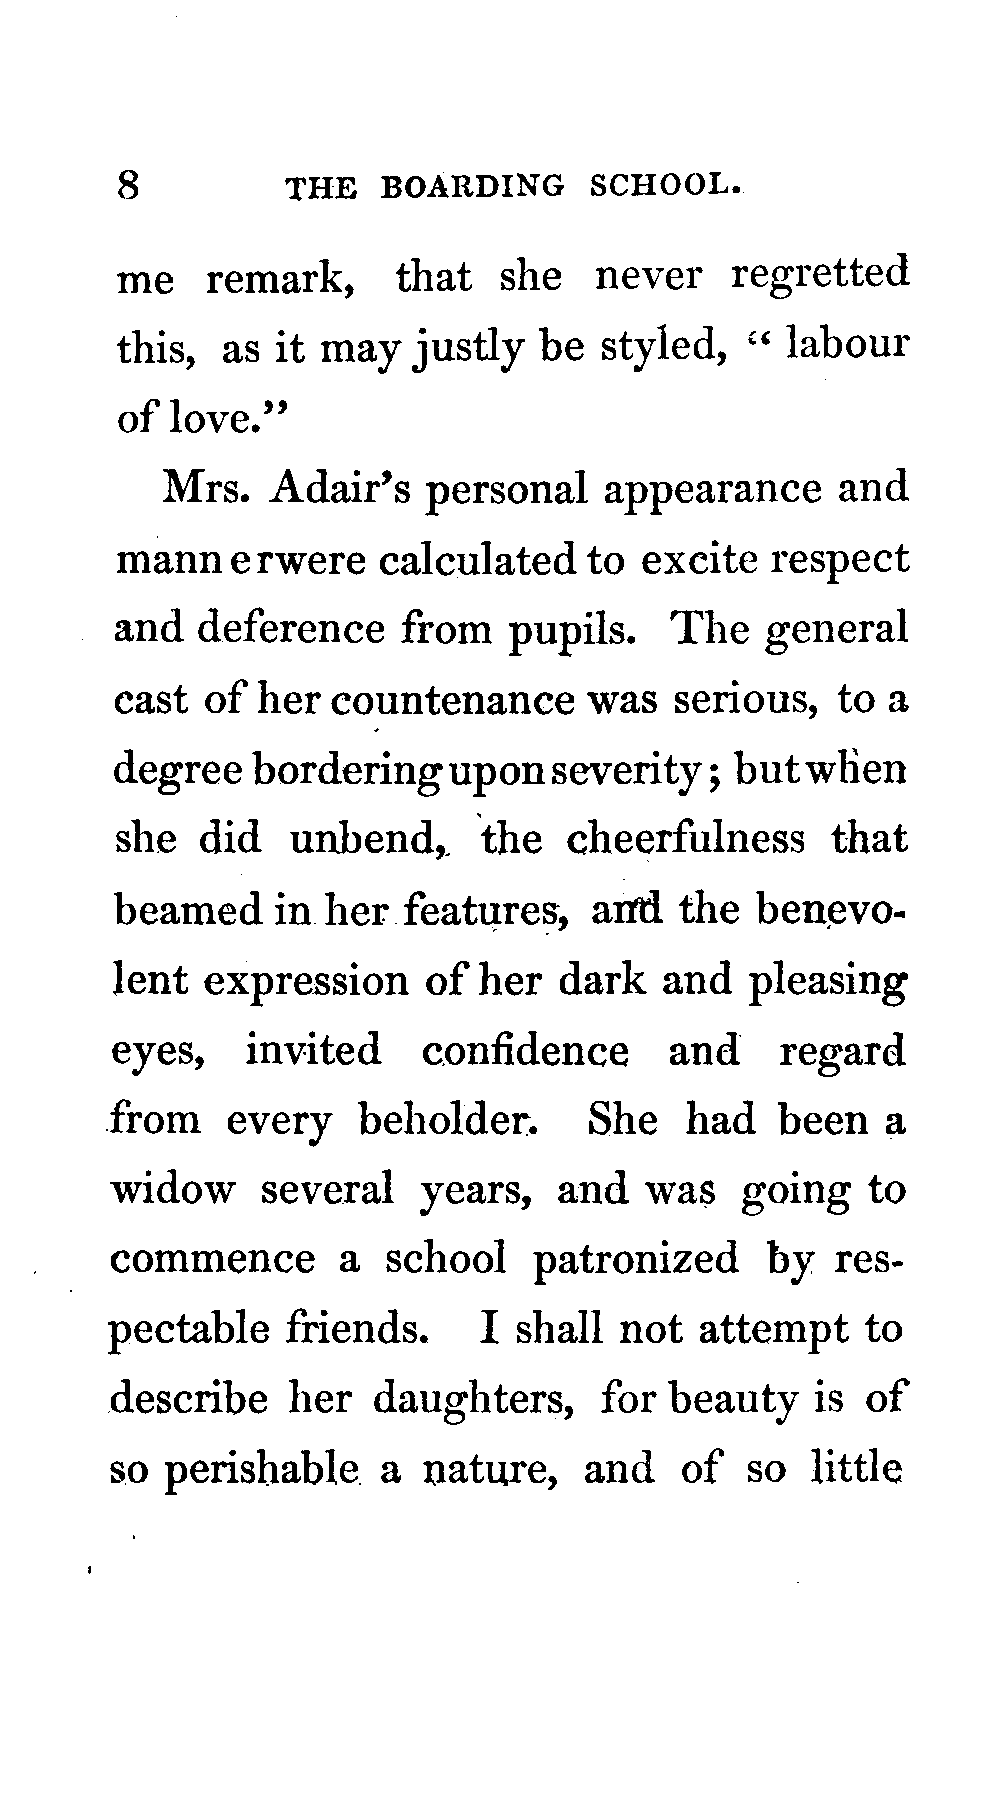 8 THE BOARDING SCHOOL.
me remark, that she never regretted
this, as it may justly be styled, “ labour
of love.”
Mrs. Adair’s personal appearance and
mann erwere calculated to excite respect
and deference from pupils. The general
cast of her countenance was serious, to a
degree bordering upon severity; but when
she did unbend, the cheerfulness that
beamed in her features, and the benevo-
lent expression of her dark and pleasing
eyes, invited confidence and regard
from every beholder. She had been a
widow several years, and was going to
commence a school patronized by res-
pectable friends. I shall not attempt to
describe her daughters, for beauty is of
so perishable a nature, and of so little